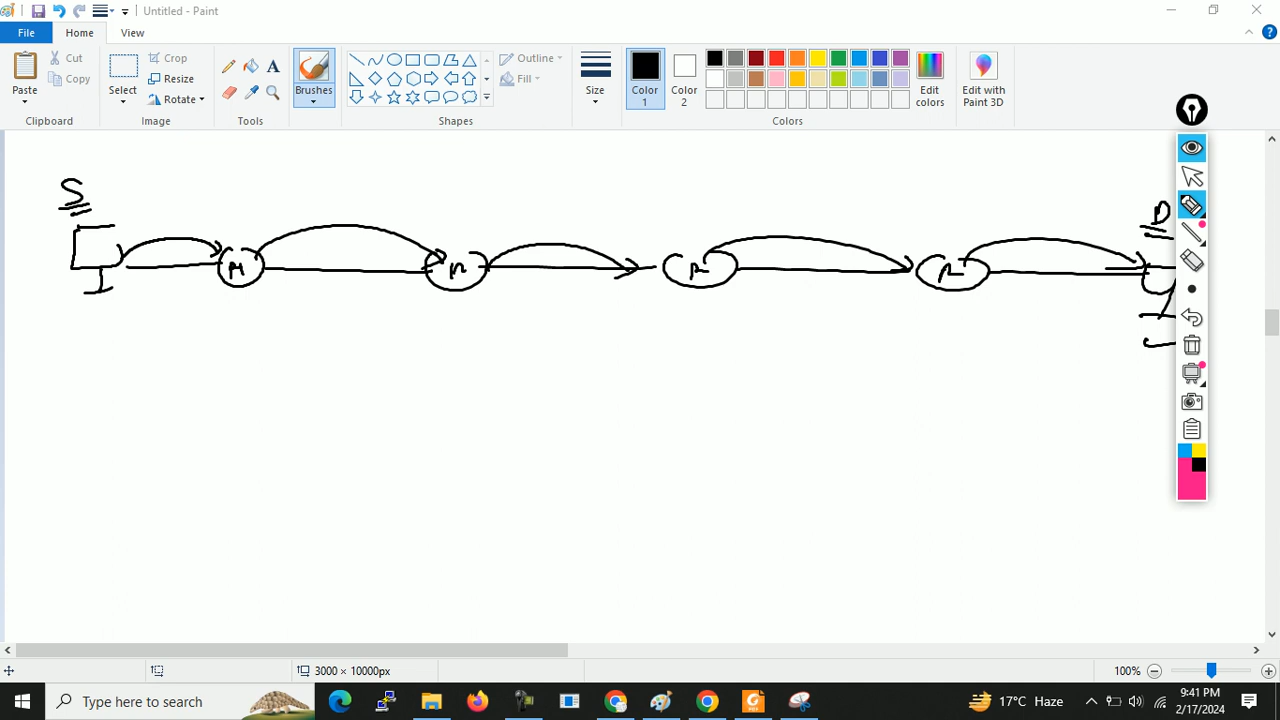 Untitled - Paint
File Home View
Paste
Cut
Copy
Clipboard
Select
Crop
Resize
Rotate
Image
Tools
Brushes
Shapes
Outline
Fill
Size
Color 1
Color 2
Edit colors
Colors
Edit with Paint 3D
S
D
R
R
R
3000 × 10000px
100%
Type here to search
17°C Haze
9:41 PM
2/17/2024